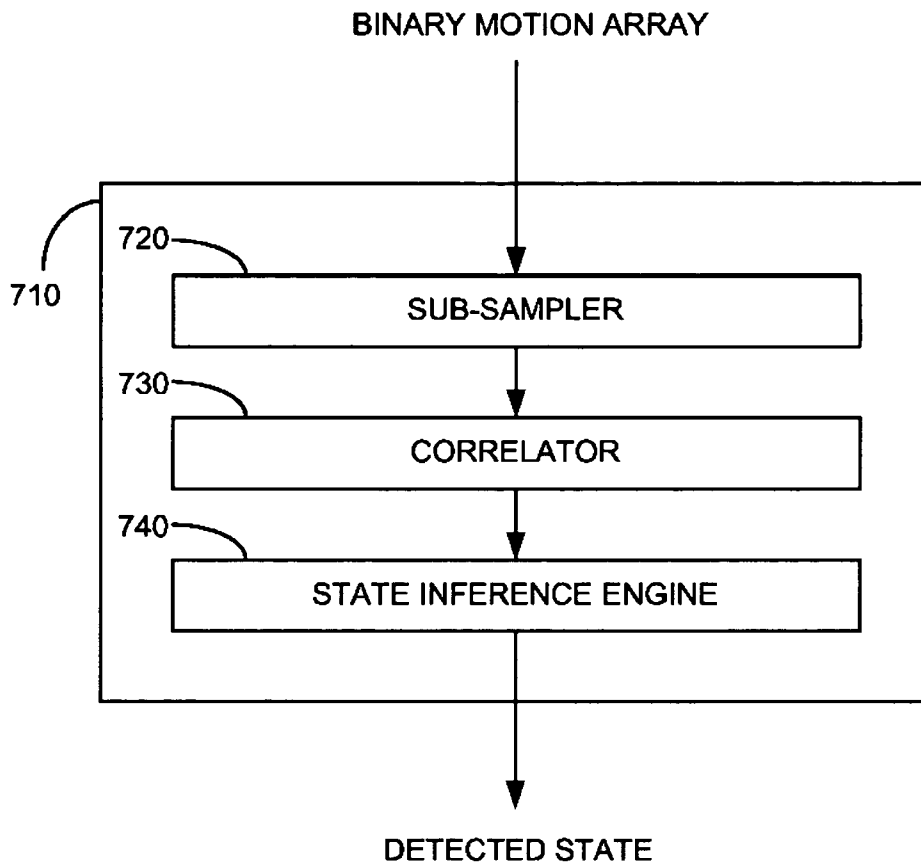 BINARY MOTION ARRAY
720
710
SUB-SAMPLER
730
CORRELATOR
740
STATE INFERENCE ENGINE
DETECTED STATE